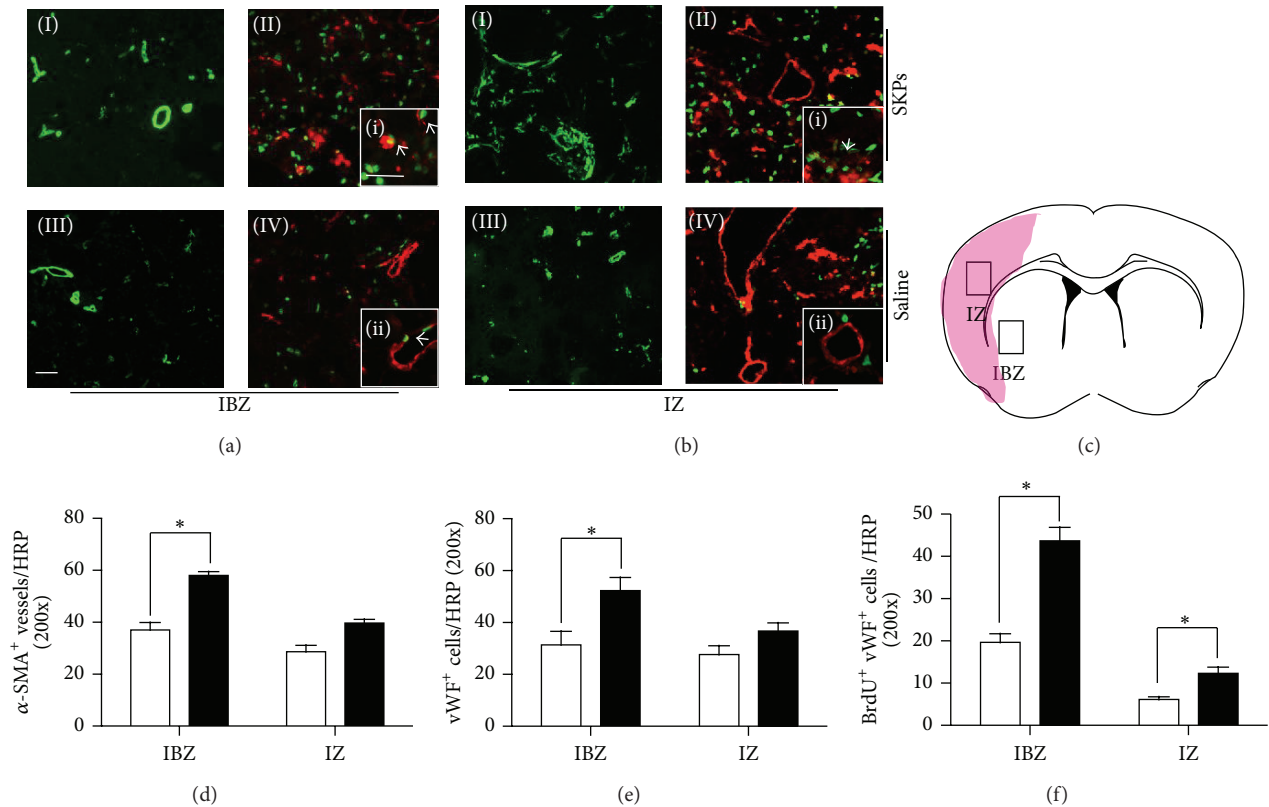 (I)
(II)
(i)
(III)
(IV)
(ii)
IBZ
(a)
(I)
(II)
(i)
SKPs
(III)
(IV)
(ii)
Saline
IZ
(b)
IZ
IBZ
(c)
α-SMA⁺ vessels/HRP
(200x)
80
60
40
20
0
*
IBZ
IZ
(d)
vWF⁺ cells/HRP (200x)
80
60
40
20
0
*
IBZ
IZ
(e)
BrdU⁺ vWF⁺ cells /HRP
(200x)
50
40
30
20
10
0
*
*
IBZ
IZ
(f)